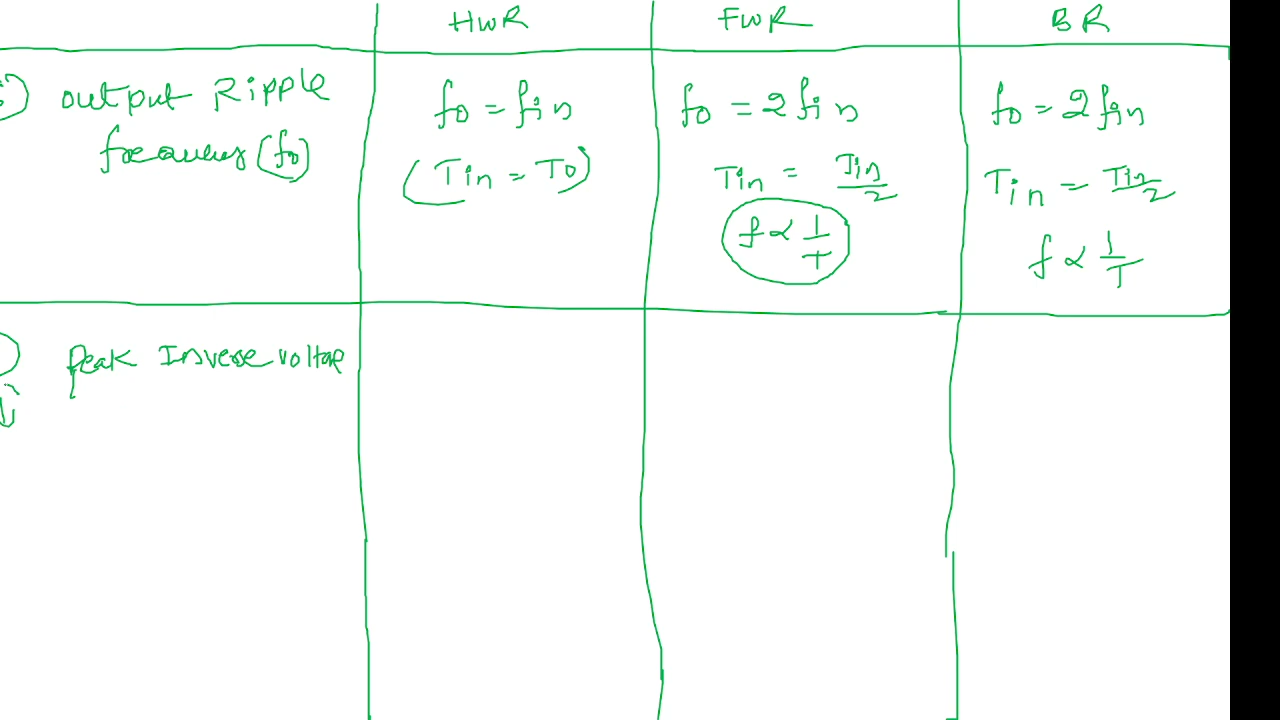 HWR FWR BR
output Ripple frequency (fo)
fo = fin
(Tin = To)
fo = 2fin
Tin = Tin/2
f ∝ 1/T
fo = 2fin
Tin = Tin/2
f ∝ 1/T
Peak Inverse voltage